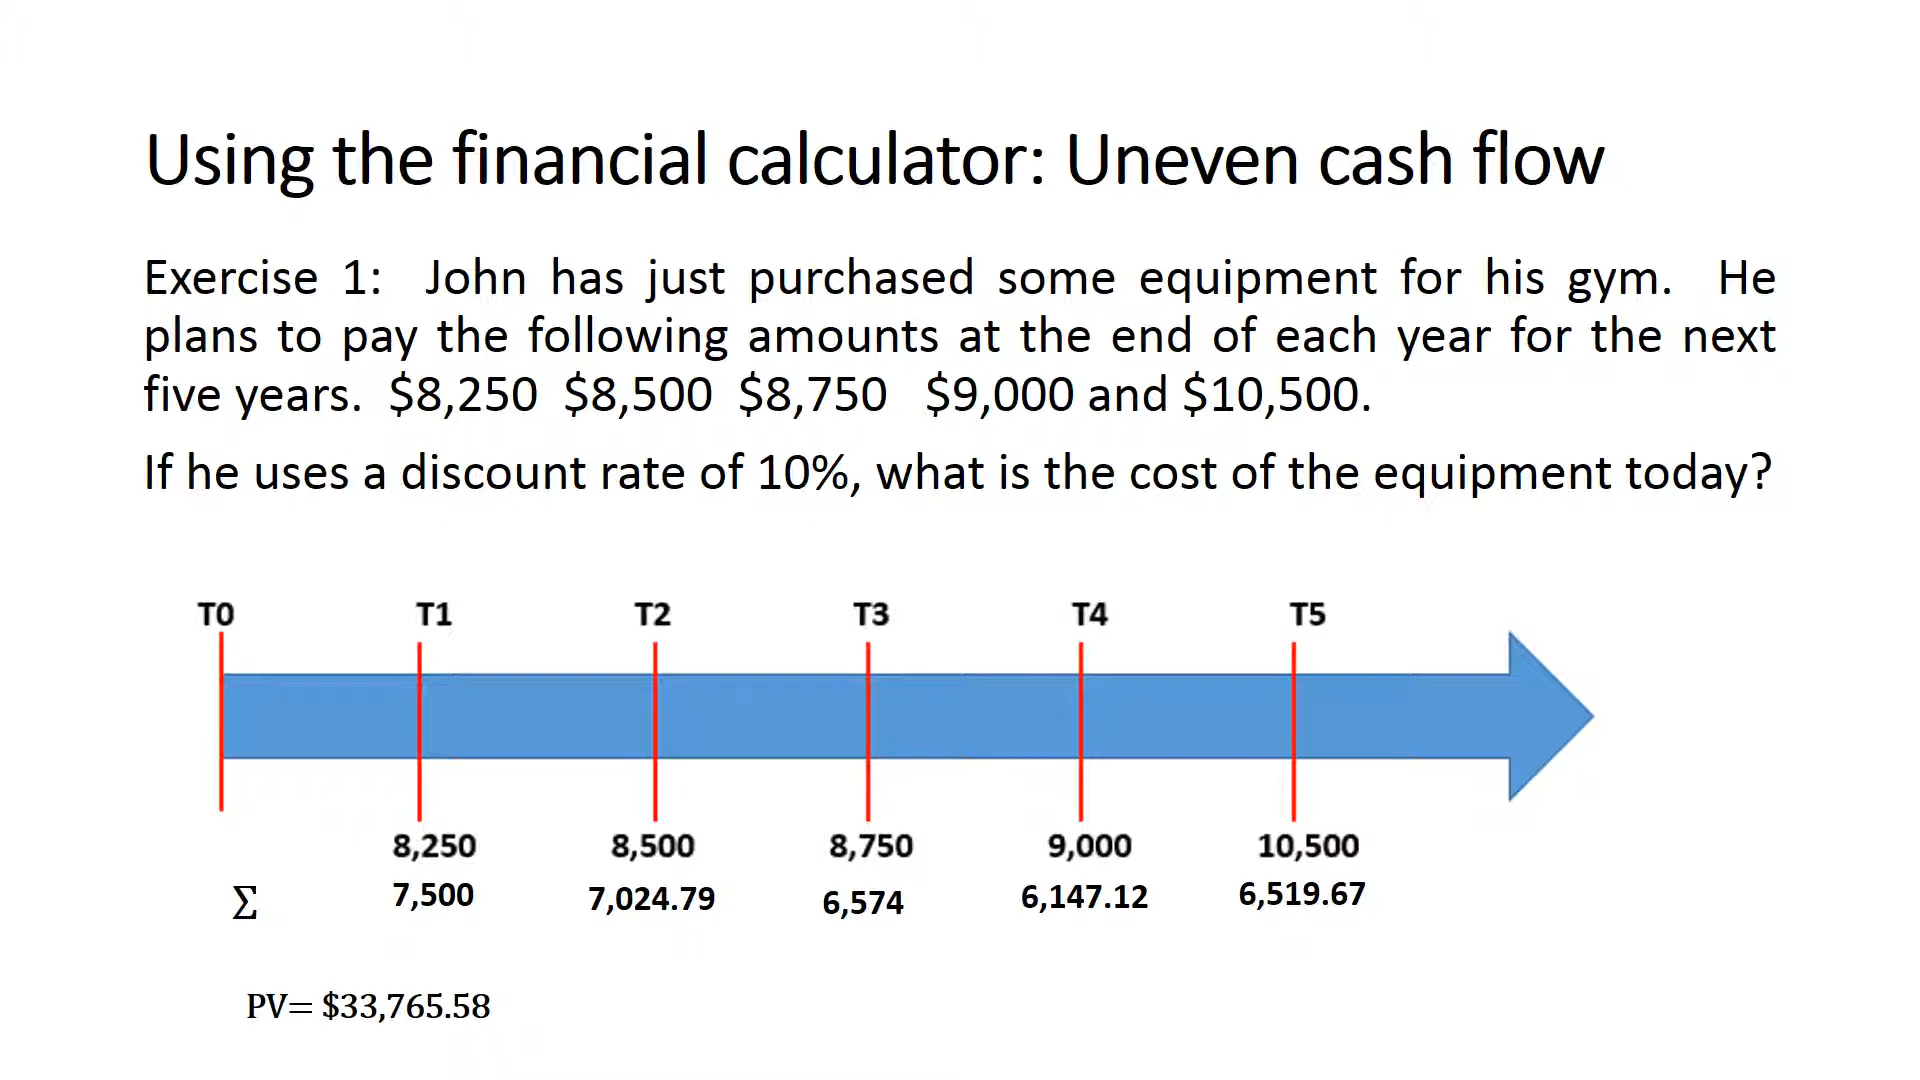 Using the financial calculator: Uneven cash flow
Exercise 1: John has just purchased some equipment for his gym. He
plans to pay the following amounts at the end of each year for the next
five years. $8,250 $8,500 $8,750 $9,000 and $10,500.
If he uses a discount rate of 10%, what is the cost of the equipment today?
T0 T1 T2 T3 T4 T5
8,250 8,500 8,750 9,000 10,500
∑ 7,500 7,024.79 6,574 6,147.12 6,519.67
PV= $33,765.58